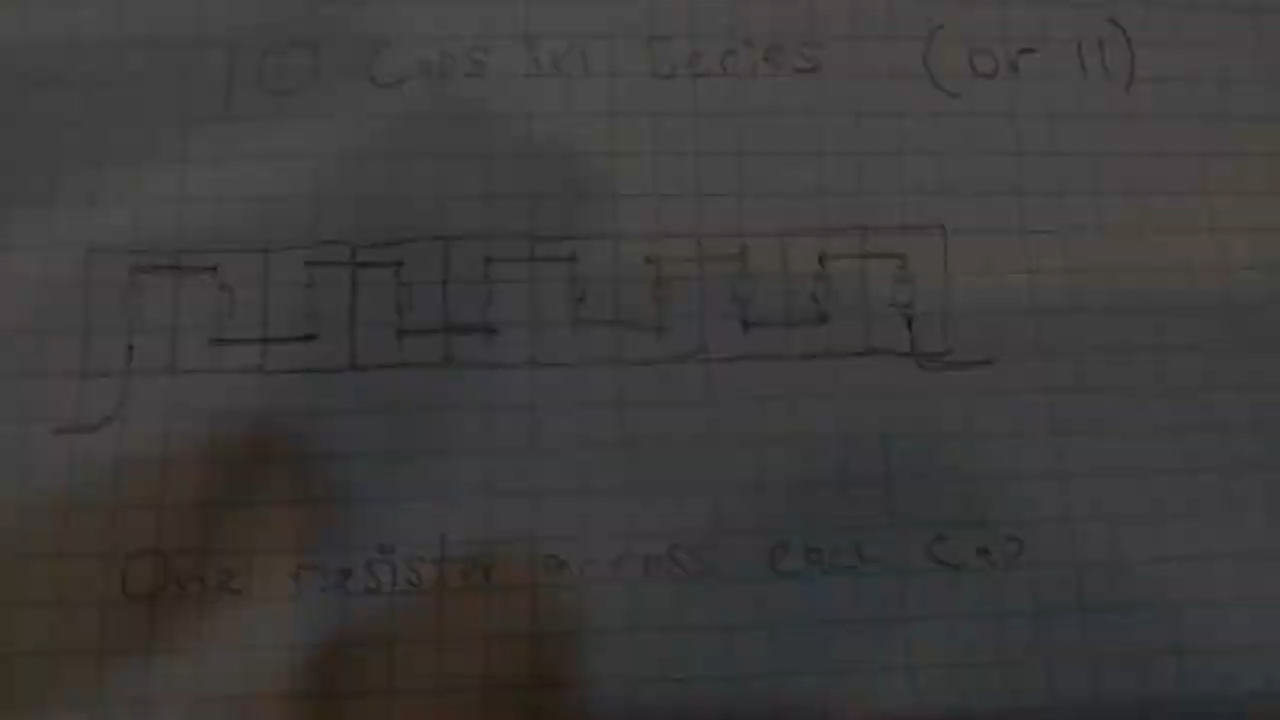 10 Caps in Series (or 11)
One resistor across each Cap